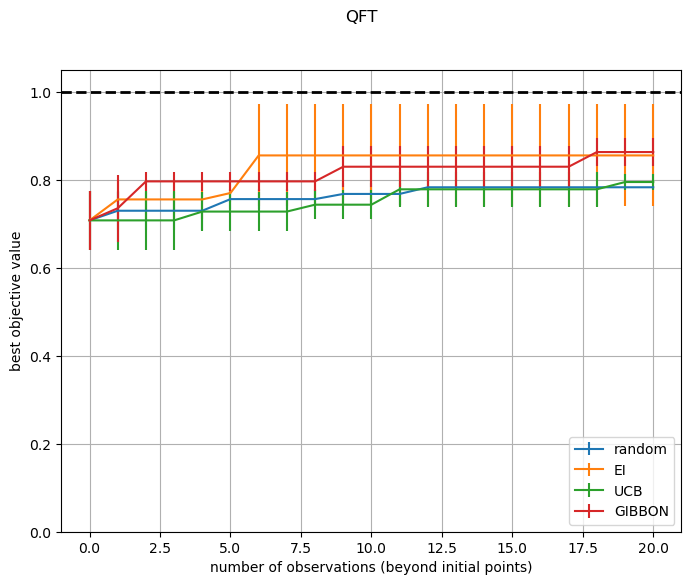 QFT
best objective value
1.0
0.8
0.6
0.4
0.2
0.0
random
EI
UCB
GIBBON
0.0 2.5 5.0 7.5 10.0 12.5 15.0 17.5 20.0
number of observations (beyond initial points)